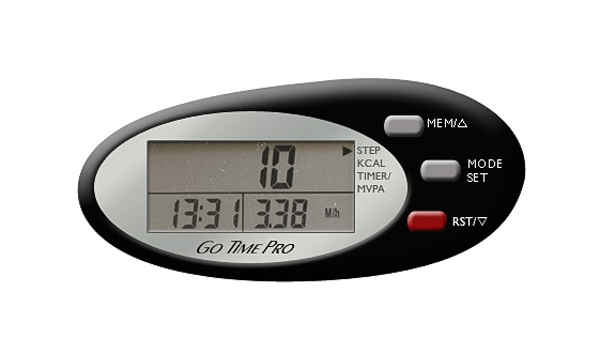 10
STEP
KCAL
TIMER/
MVPA
13:31 3.38 M/h
GO TIME PRO
MEM/△
MODE
SET
RST/▽